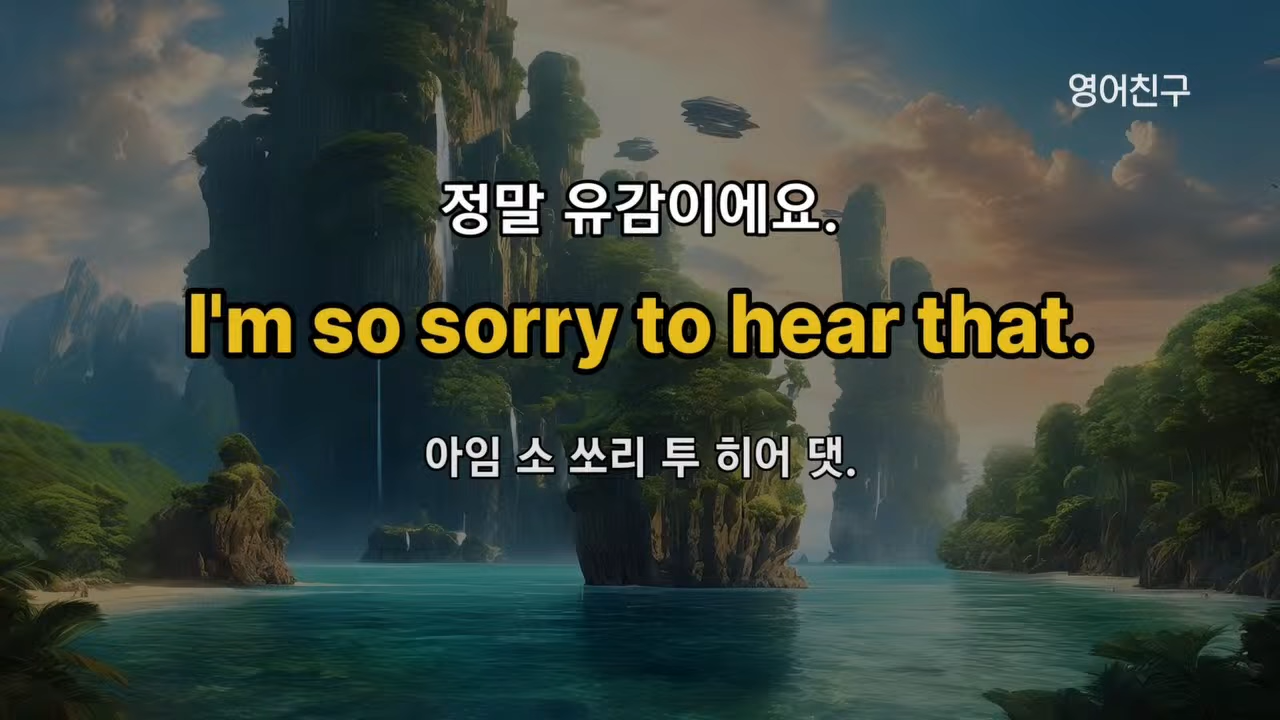 영어친구
정말 유감이에요.
I'm so sorry to hear that.
아임 소 쏘리 투 히어 댓.